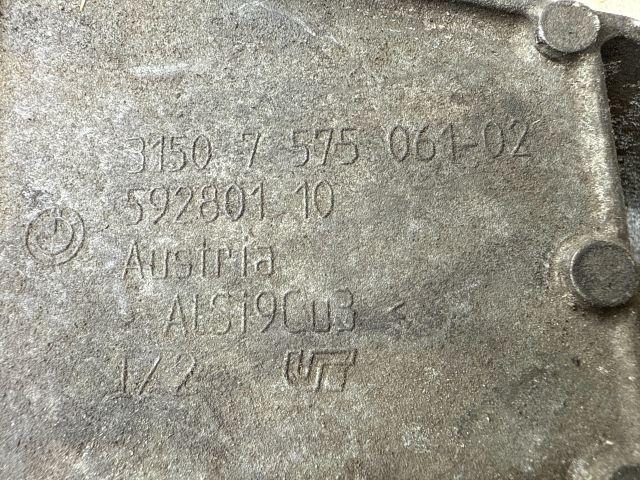 3150 7 575 061-02
592801.10
Austria
> AlSi9Cu3 <
1/2